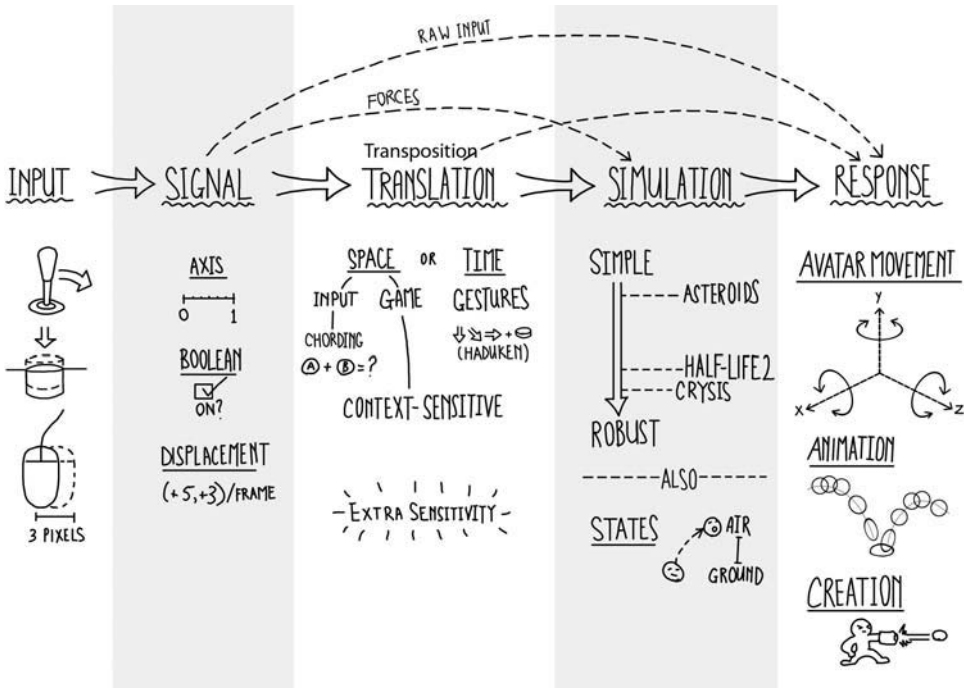 RAW INPUT
FORCES
Transposition
INPUT
SIGNAL
TRANSLATION
SIMULATION
RESPONSE
3 PIXELS
AXIS
0 1
BOOLEAN
ON?
DISPLACEMENT
(+5,+3)/FRAME
SPACE OR TIME
INPUT GAME GESTURES
CHORDING
A + B = ?
+
(HADUKEN)
CONTEXT-SENSITIVE
EXTRA SENSITIVITY
SIMPLE
ASTEROIDS
HALF-LIFE 2
CRYSIS
ROBUST
ALSO
STATES
AIR
GROUND
AVATAR MOVEMENT
Y
X Z
ANIMATION
CREATION